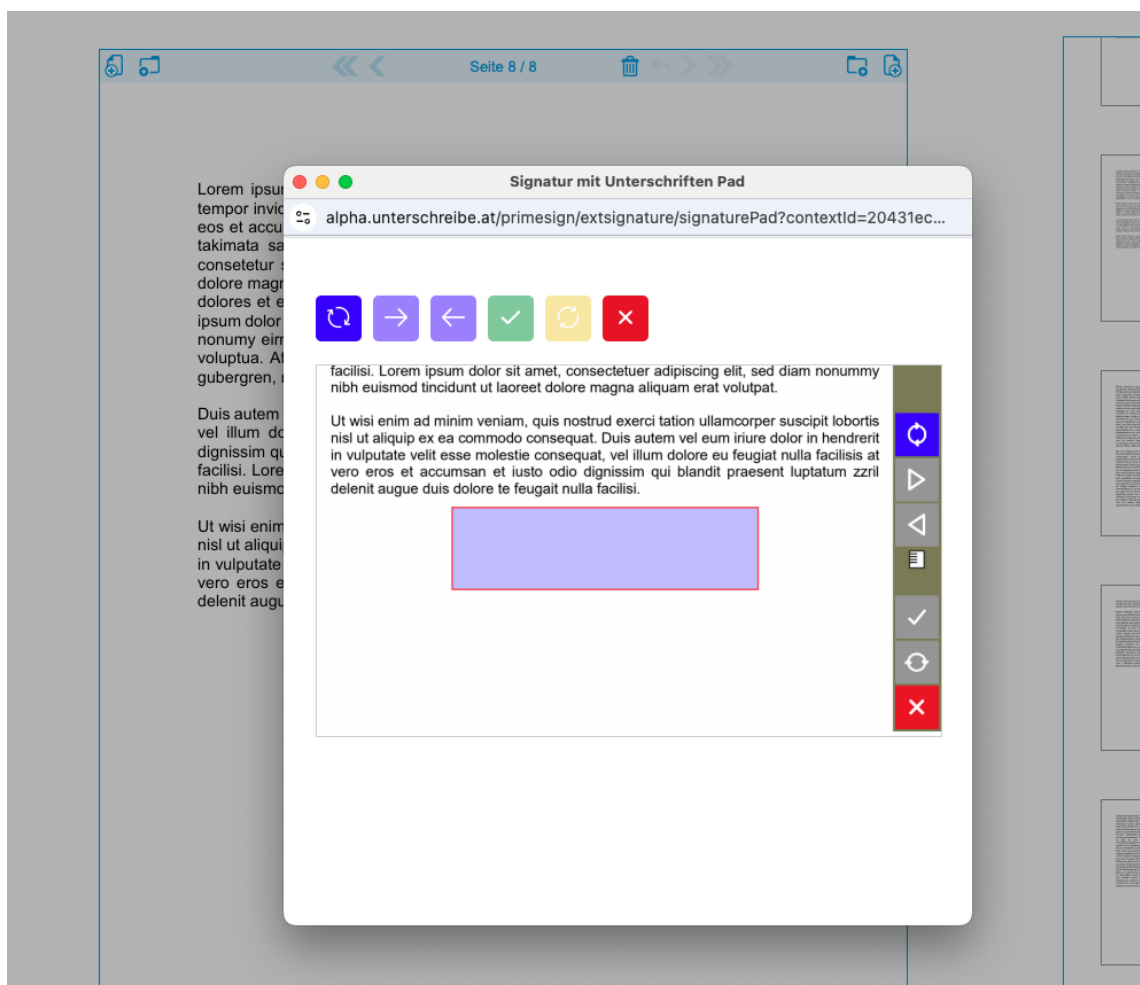 Seite 8 / 8
Signatur mit Unterschriften Pad
alpha.unterschreibe.at/primesign/extsignature/signaturePad?contextId=20431ec...
Lorem ipsu
tempor invid
eos et accu
takimata sa
consetetur
dolore magn
dolores et e
ipsum dolor
nonumy eirm
voluptua. At
gubergren,
Duis autem
vel illum do
dignissim qu
facilisi. Lore
nibh euismo
Ut wisi enim
nisl ut aliqui
in vulputate
vero eros e
delenit augu
facilisi. Lorem ipsum dolor sit amet, consectetuer adipiscing elit, sed diam nonummy
nibh euismod tincidunt ut laoreet dolore magna aliquam erat volutpat.
Ut wisi enim ad minim veniam, quis nostrud exerci tation ullamcorper suscipit lobortis
nisl ut aliquip ex ea commodo consequat. Duis autem vel eum iriure dolor in hendrerit
in vulputate velit esse molestie consequat, vel illum dolore eu feugiat nulla facilisis at
vero eros et accumsan et iusto odio dignissim qui blandit praesent luptatum zzril
delenit augue duis dolore te feugait nulla facilisi.